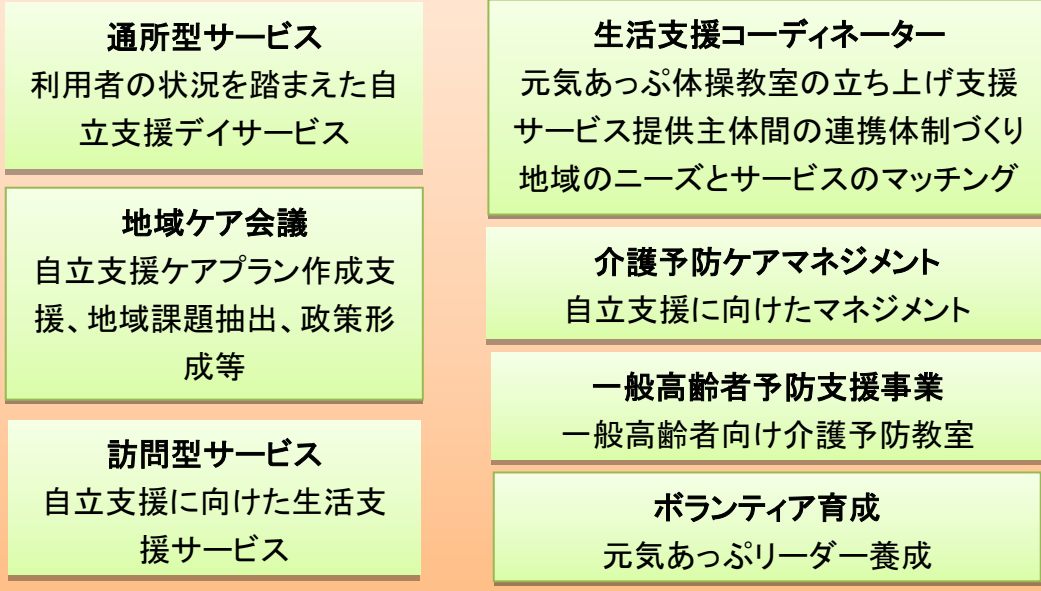 通所型サービス
利用者の状況を踏まえた自
立支援デイサービス
地域ケア会議
自立支援ケアプラン作成支
援、地域課題抽出、政策形
成等
訪問型サービス
自立支援に向けた生活支
援サービス
生活支援コーディネーター
元気あっぷ体操教室の立ち上げ支援
サービス提供主体間の連携体制づくり
地域のニーズとサービスのマッチング
介護予防ケアマネジメント
自立支援に向けたマネジメント
一般高齢者予防支援事業
一般高齢者向け介護予防教室
ボランティア育成
元気あっぷリーダー養成